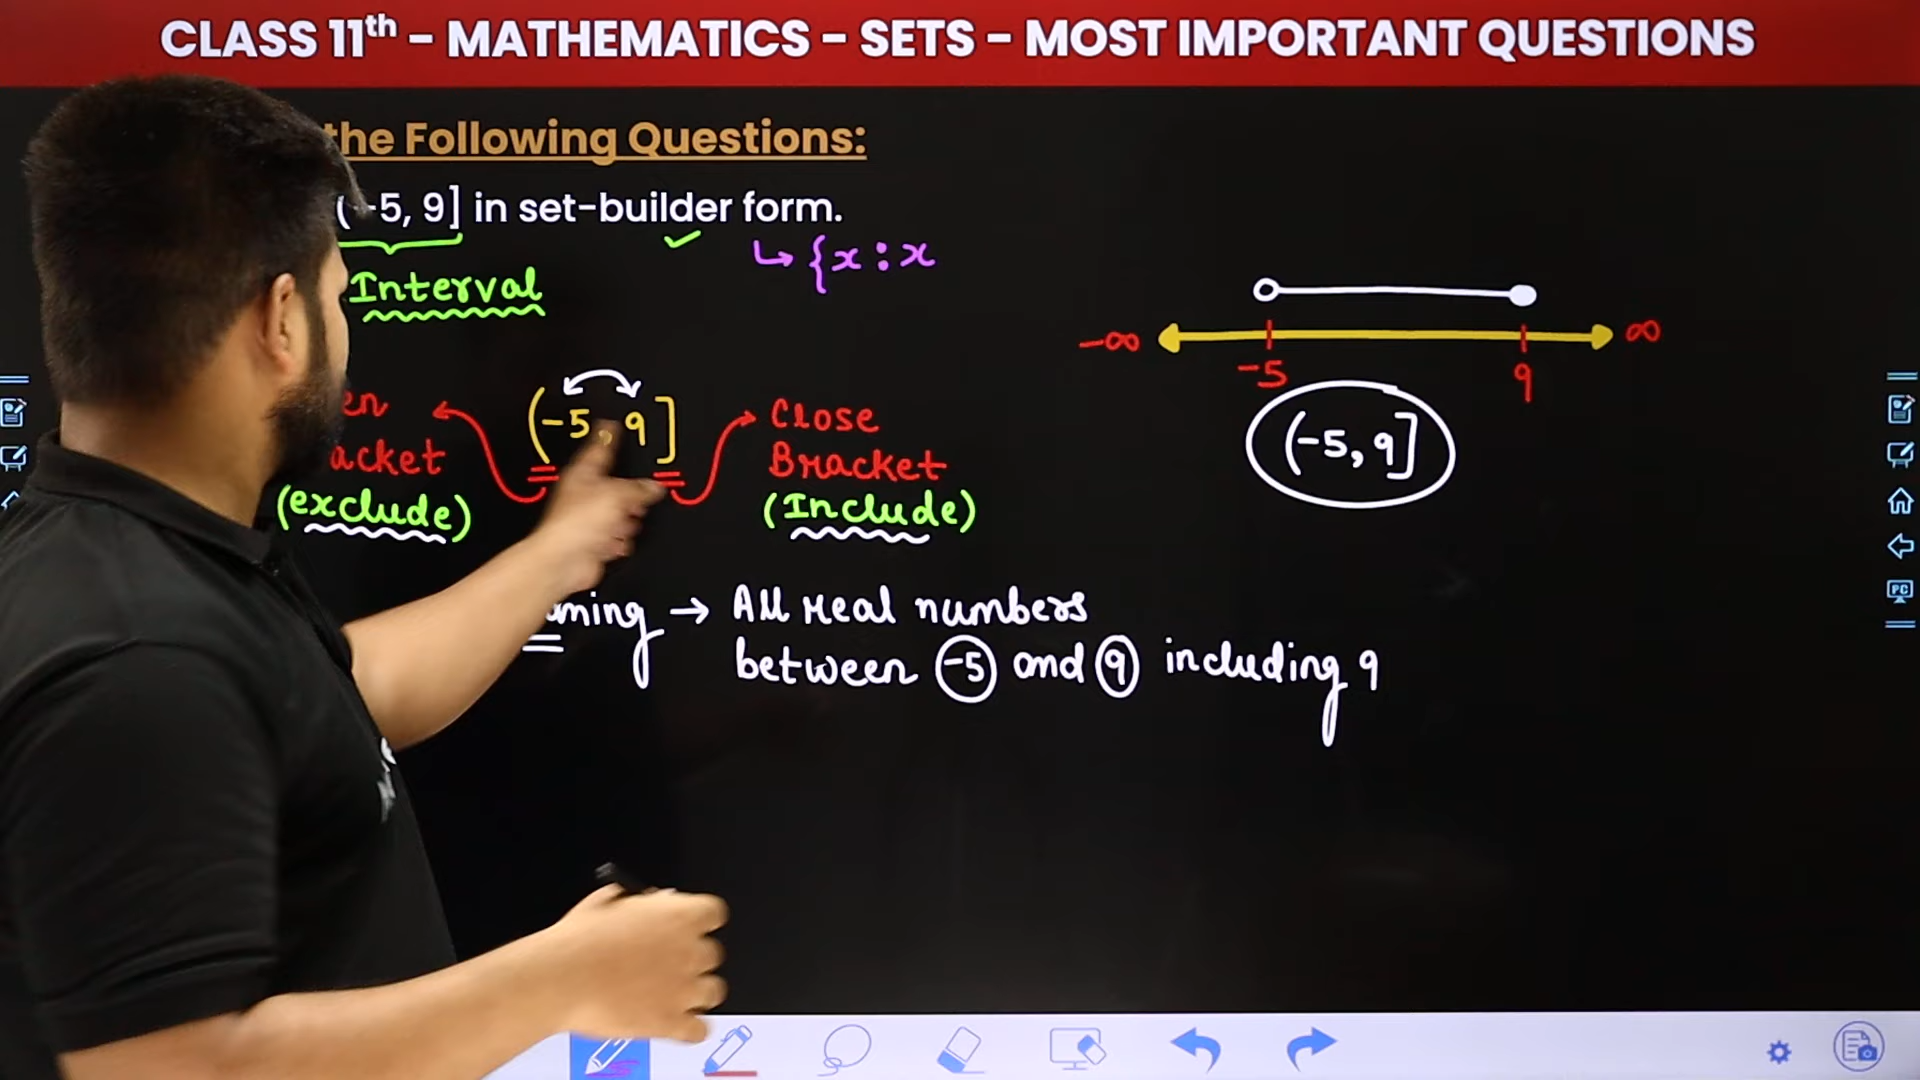 CLASS 11th - MATHEMATICS - SETS - MOST IMPORTANT QUESTIONS
the Following Questions:
(-5, 9] in set-builder form.
↳ {x : x
Interval
-∞ ∞
-5 9
(-5, 9]
(-5, 9]
Close
Bracket
(exclude)
(Include)
→ All real numbers
between -5 and 9 including 9
PC